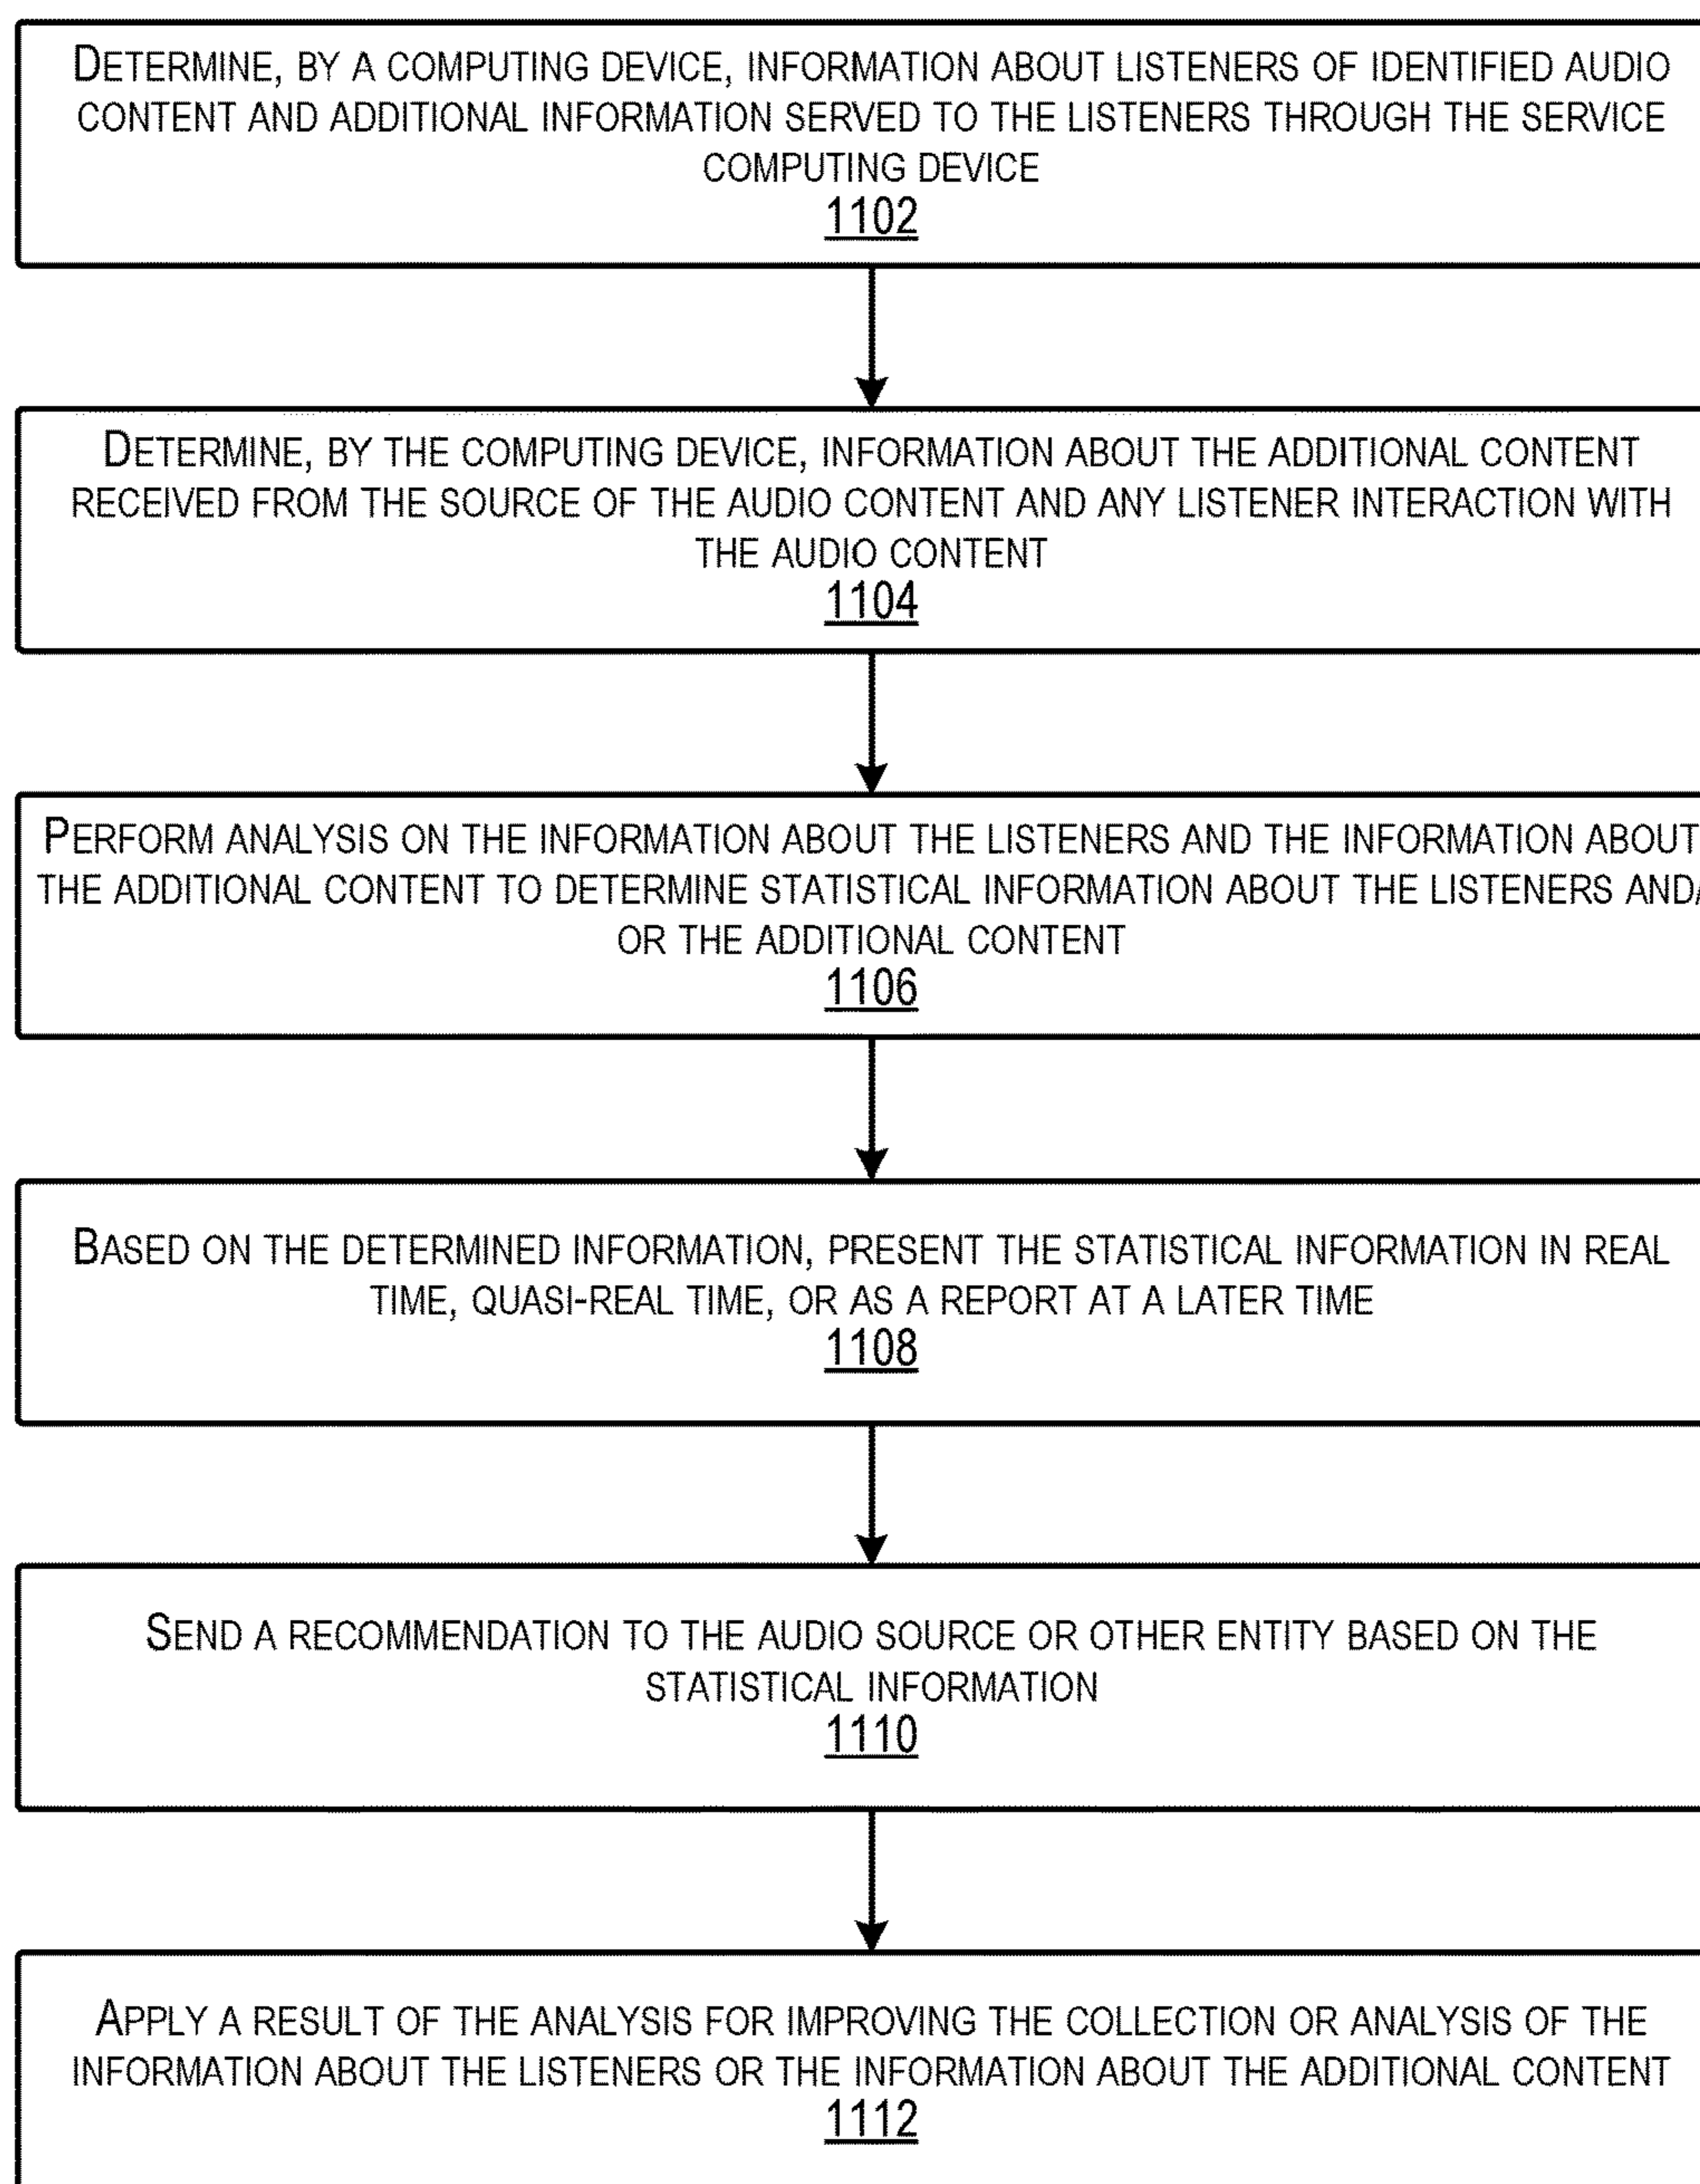 DETERMINE, BY A COMPUTING DEVICE, INFORMATION ABOUT LISTENERS OF IDENTIFIED AUDIO
CONTENT AND ADDITIONAL INFORMATION SERVED TO THE LISTENERS THROUGH THE SERVICE
COMPUTING DEVICE
1102
DETERMINE, BY THE COMPUTING DEVICE, INFORMATION ABOUT THE ADDITIONAL CONTENT
RECEIVED FROM THE SOURCE OF THE AUDIO CONTENT AND ANY LISTENER INTERACTION WITH
THE AUDIO CONTENT
1104
PERFORM ANALYSIS ON THE INFORMATION ABOUT THE LISTENERS AND THE INFORMATION ABOUT
THE ADDITIONAL CONTENT TO DETERMINE STATISTICAL INFORMATION ABOUT THE LISTENERS AND/
OR THE ADDITIONAL CONTENT
1106
BASED ON THE DETERMINED INFORMATION, PRESENT THE STATISTICAL INFORMATION IN REAL
TIME, QUASI-REAL TIME, OR AS A REPORT AT A LATER TIME
1108
SEND A RECOMMENDATION TO THE AUDIO SOURCE OR OTHER ENTITY BASED ON THE
STATISTICAL INFORMATION
1110
APPLY A RESULT OF THE ANALYSIS FOR IMPROVING THE COLLECTION OR ANALYSIS OF THE
INFORMATION ABOUT THE LISTENERS OR THE INFORMATION ABOUT THE ADDITIONAL CONTENT
1112